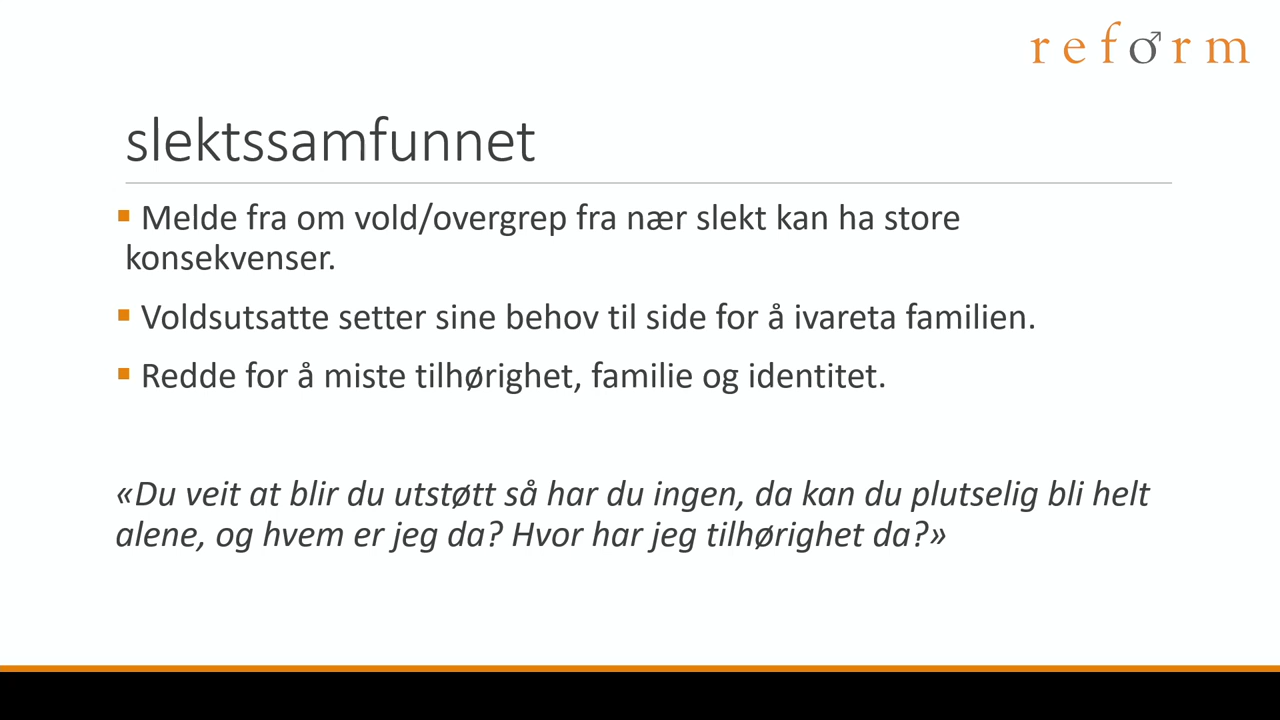 reform
slektssamfunnet
▪ Melde fra om vold/overgrep fra nær slekt kan ha store
konsekvenser.
▪ Voldsutsatte setter sine behov til side for å ivareta familien.
▪ Redde for å miste tilhørighet, familie og identitet.
«Du veit at blir du utstøtt så har du ingen, da kan du plutselig bli helt
alene, og hvem er jeg da? Hvor har jeg tilhørighet da?»